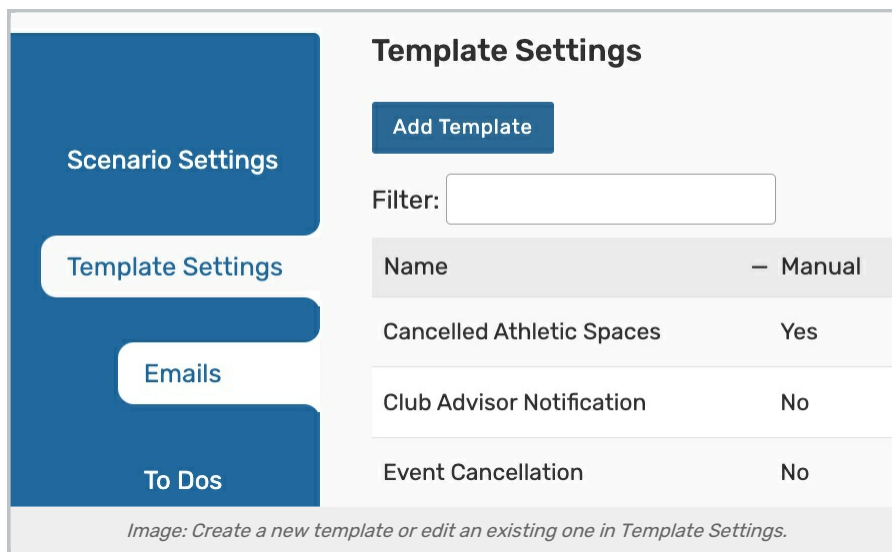 Template Settings
Add Template
Scenario Settings
Filter:
Template Settings
Name — Manual
Cancelled Athletic Spaces Yes
Emails
Club Advisor Notification No
Event Cancellation No
To Dos
Image: Create a new template or edit an existing one in Template Settings.